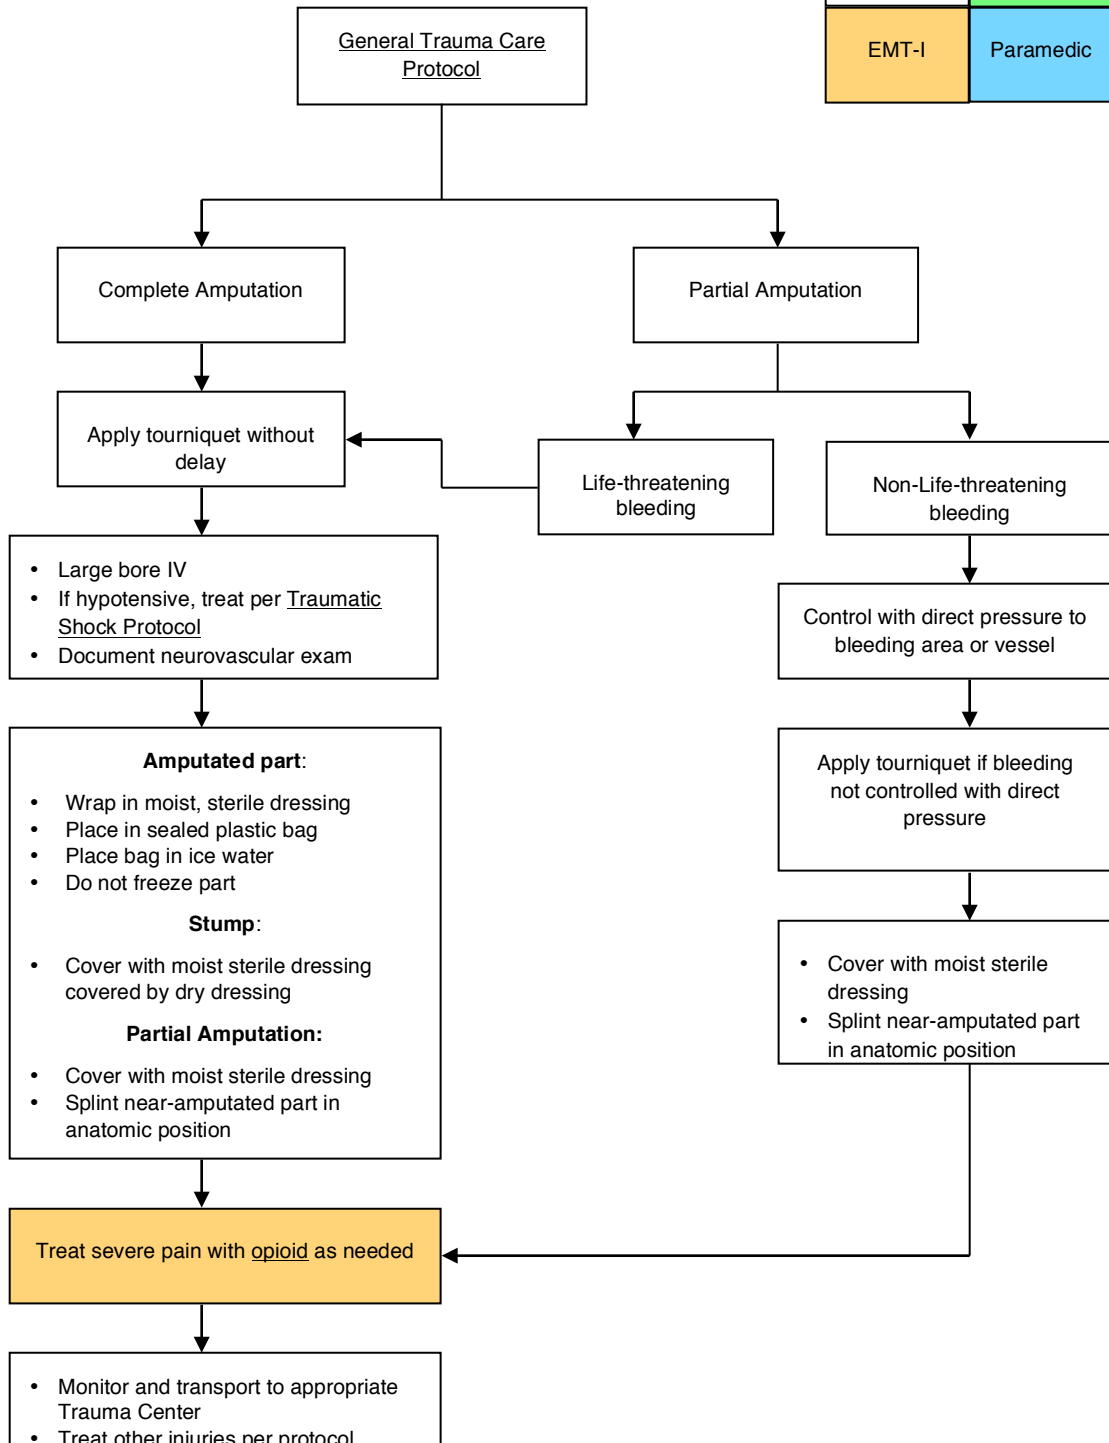 General Trauma Care
Protocol
EMT-I
Paramedic
Complete Amputation
Partial Amputation
Apply tourniquet without
delay
Life-threatening
bleeding
Non-Life-threatening
bleeding
• Large bore IV
• If hypotensive, treat per Traumatic
Shock Protocol
• Document neurovascular exam
Control with direct pressure to
bleeding area or vessel
Amputated part:
• Wrap in moist, sterile dressing
• Place in sealed plastic bag
• Place bag in ice water
• Do not freeze part
Stump:
• Cover with moist sterile dressing
covered by dry dressing
Partial Amputation:
• Cover with moist sterile dressing
• Splint near-amputated part in
anatomic position
Apply tourniquet if bleeding
not controlled with direct
pressure
• Cover with moist sterile
dressing
• Splint near-amputated part
in anatomic position
Treat severe pain with opioid as needed
• Monitor and transport to appropriate
Trauma Center
• Treat other injuries per protocol